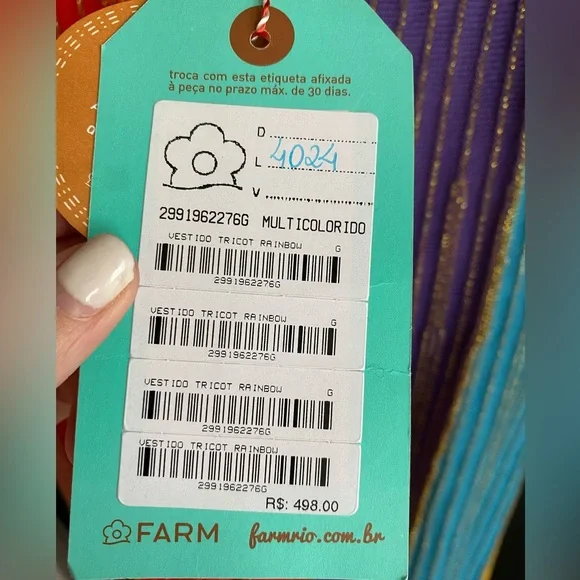 troca com esta etiqueta afixada
à peça no prazo máx. de 30 dias.
D
L 4024
V
2991962276G MULTICOLORIDO
VESTIDO TRICOT RAINBOW G
2991962276G
VESTIDO TRICOT RAINBOW G
2991962276G
VESTIDO TRICOT RAINBOW G
2991962276G
VESTIDO TRICOT RAINBOW
2991962276G
R$: 498.00
FARM farmrio.com.br